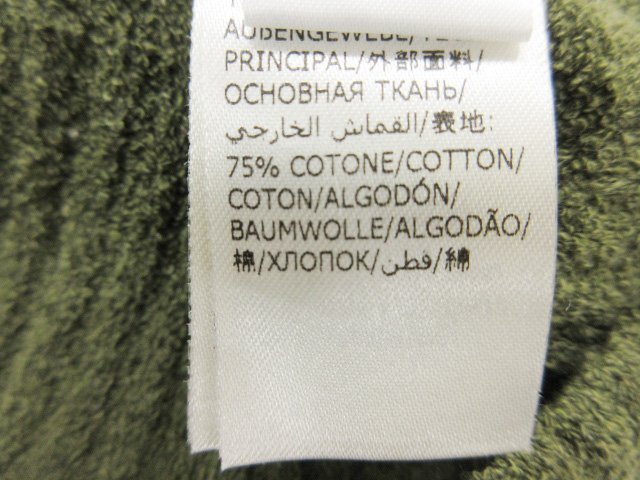 AUßENGEWEBE/
PRINCIPAL/外部面料/
ОСНОВНАЯ ТКАНЬ/
القماش الخارجي/表地:
75% COTONE/COTTON/
COTON/ALGODÓN/
BAUMWOLLE/ALGODÃO/
棉/ХЛОПОК/قطن/綿